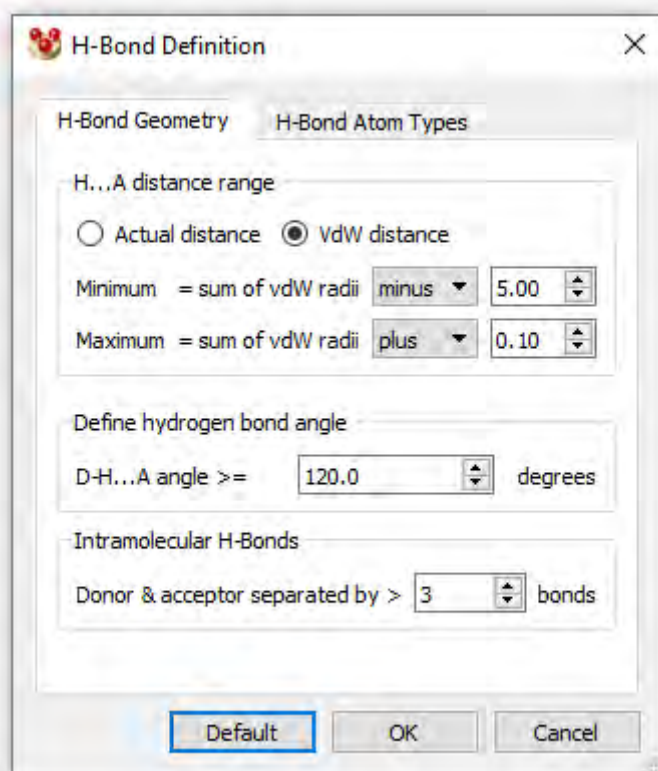 H-Bond Definition
H-Bond Geometry H-Bond Atom Types
H...A distance range
Actual distance VdW distance
Minimum = sum of vdW radii minus 5.00
Maximum = sum of vdW radii plus 0.10
Define hydrogen bond angle
D-H...A angle >= 120.0 degrees
Intramolecular H-Bonds
Donor & acceptor separated by > 3 bonds
Default OK Cancel